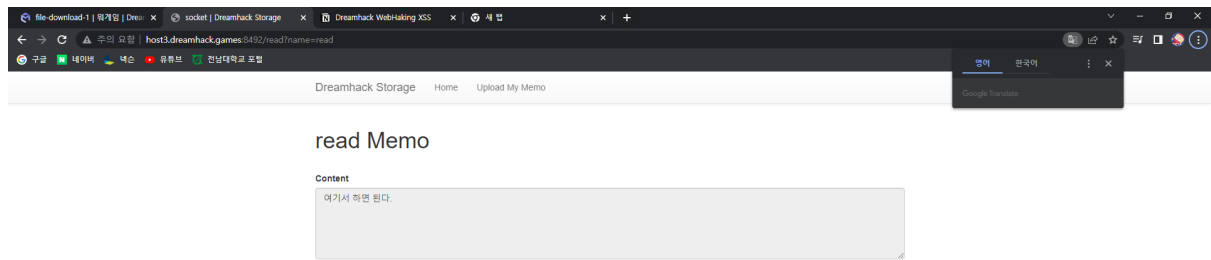 file-download-1 | 워게임 | Drea
socket | Dreamhack Storage
Dreamhack WebHaking XSS
새 탭
주의 요함 | host3.dreamhack.games:8492/read?name=read
구글
네이버
넥슨
유튜브
전남대학교 포털
영어 한국어
Google Translate
Dreamhack Storage Home Upload My Memo
read Memo
Content
여기서 하면 된다.